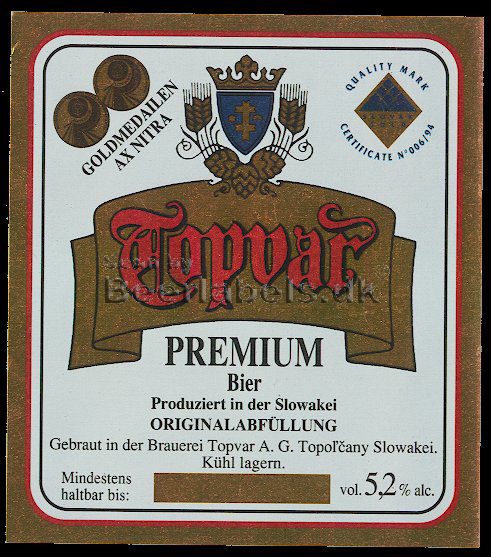 GOLDMEDAILEN
AX NITRA
QUALITY MARK
CERTIFICATE Nº 006/94
Topvar
Beerlabels.dk
PREMIUM
Bier
Produziert in der Slowakei
ORIGINALABFÜLLUNG
Gebraut in der Brauerei Topvar A. G. Topoľčany Slowakei.
Kühl lagern.
Mindestens
haltbar bis:
vol. 5,2 % alc.